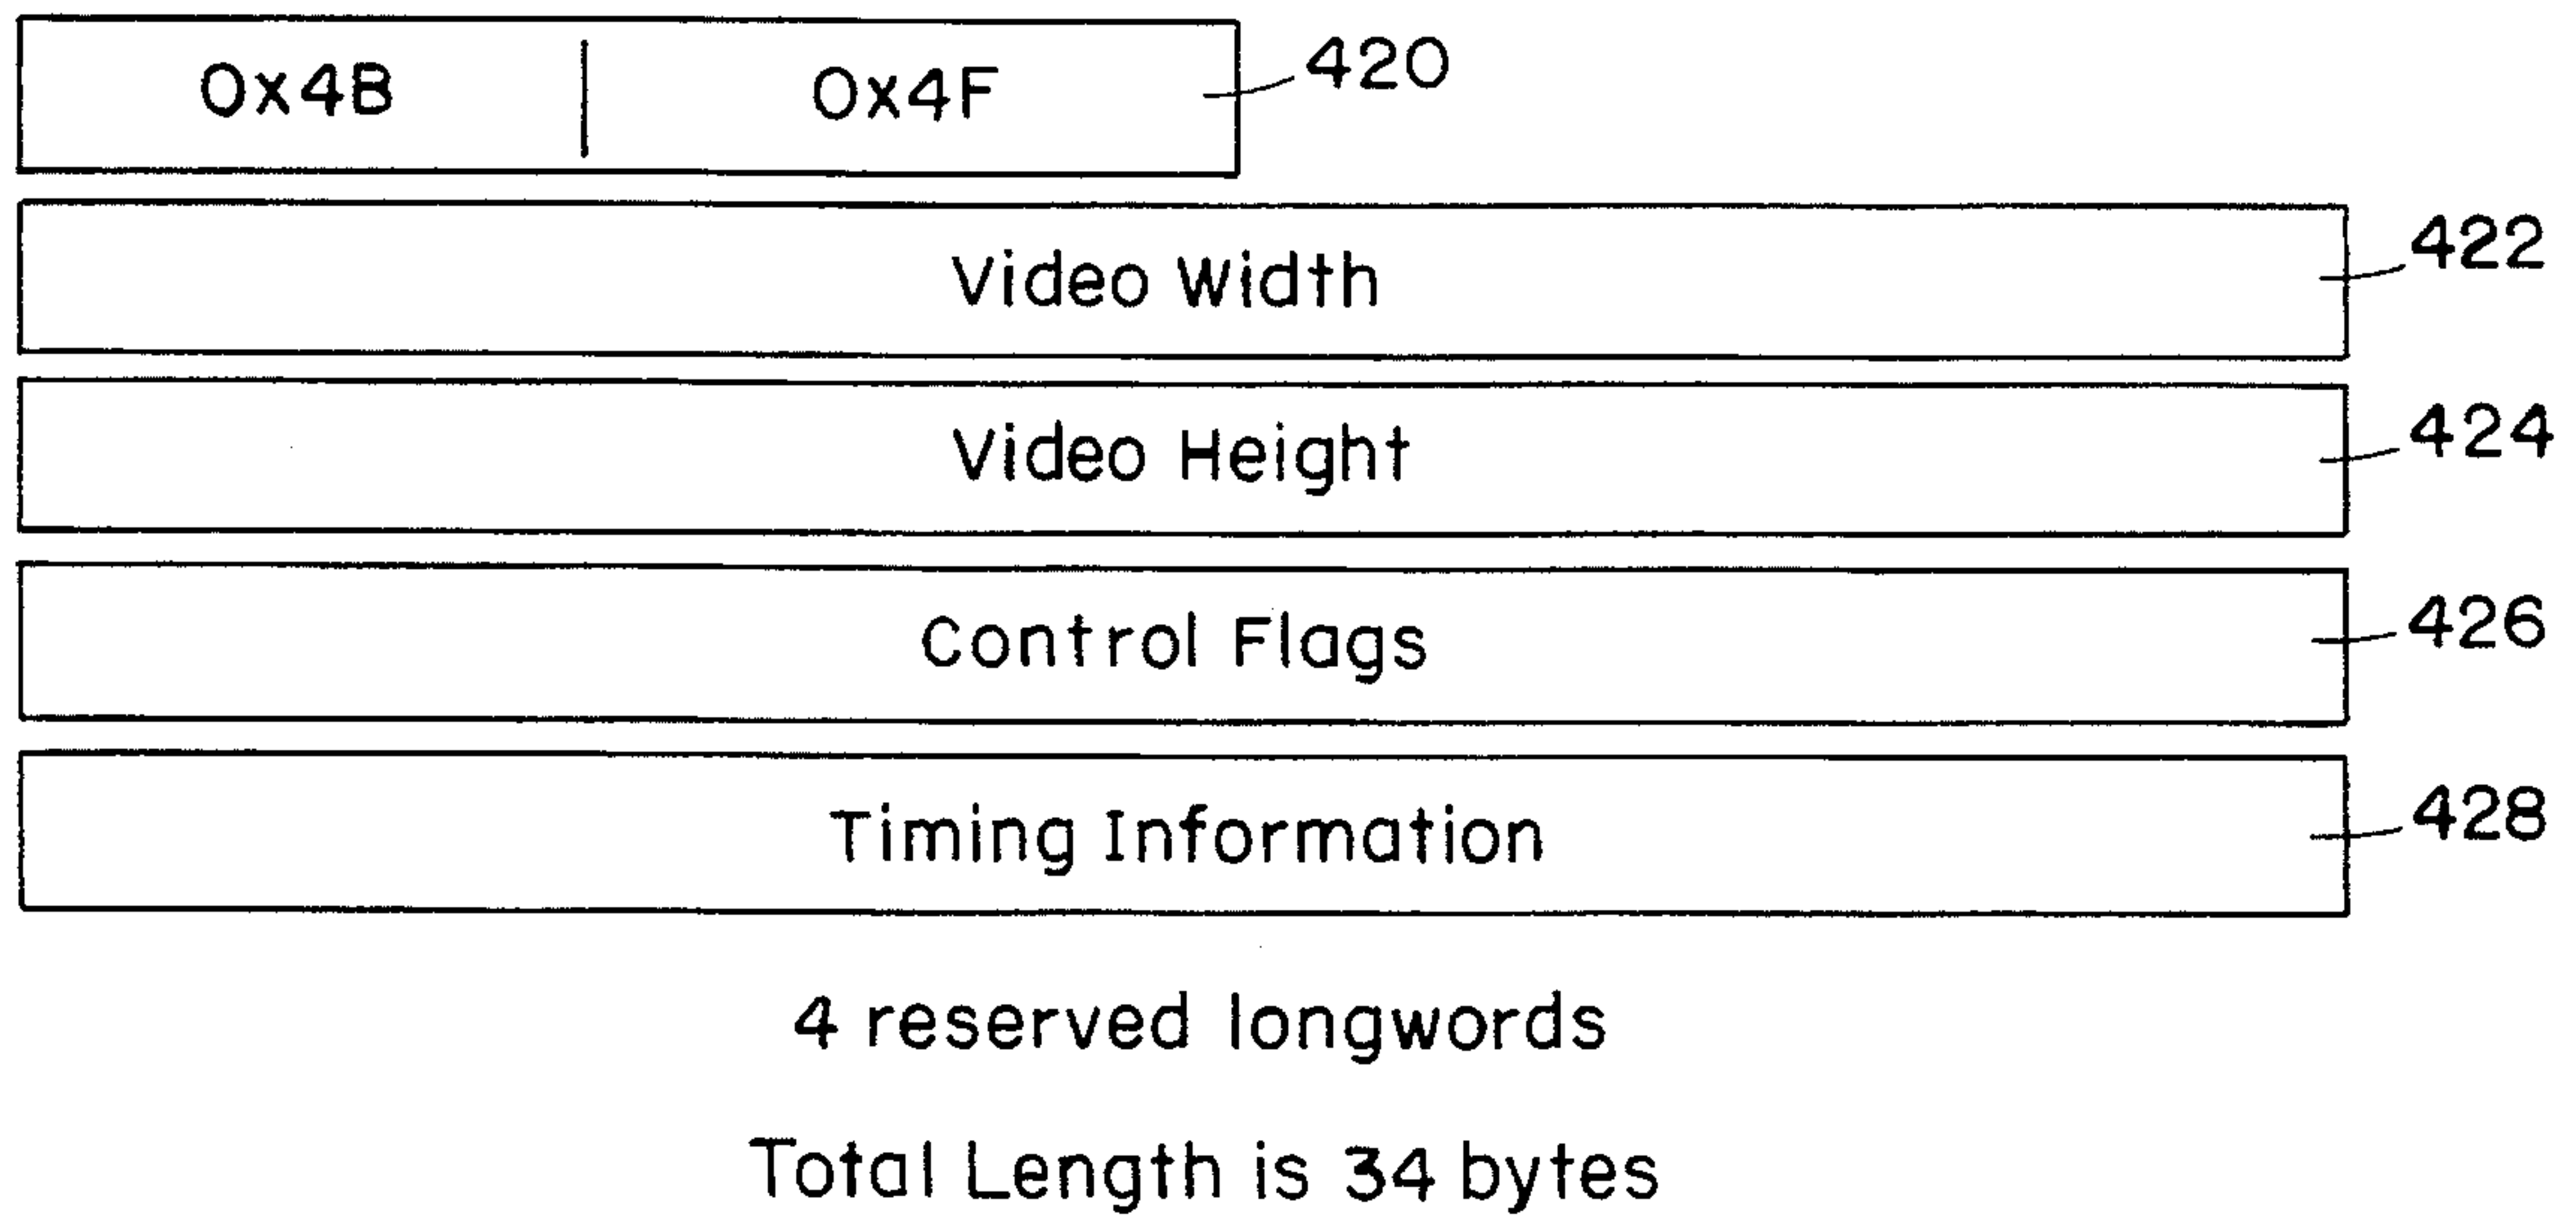 0x4B 0x4F 420
Video Width 422
Video Height 424
Control Flags 426
Timing Information 428
4 reserved longwords
Total Length is 34 bytes